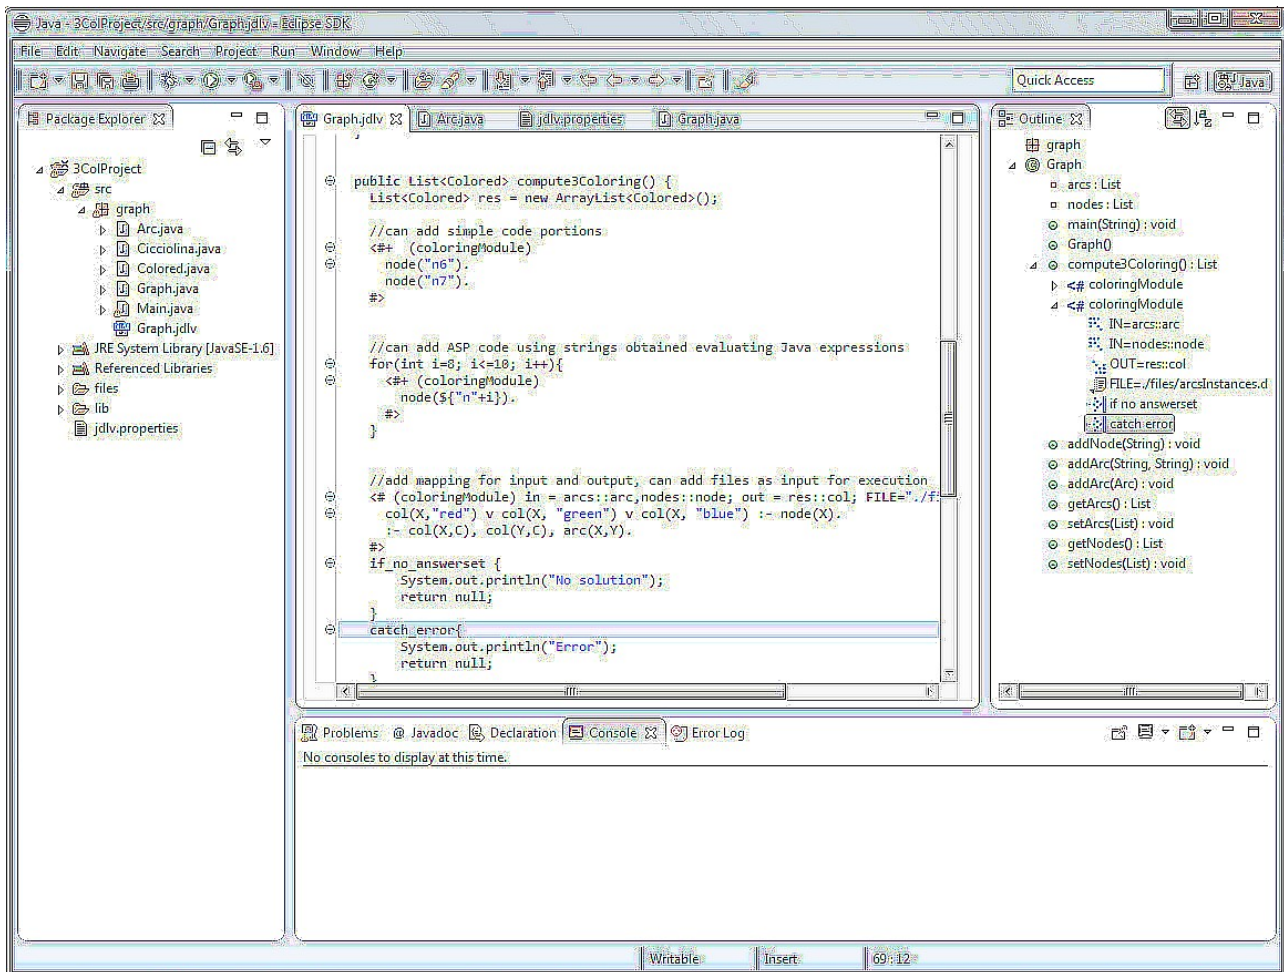 Java - 3ColProject/src/graph/Graph.jdlv - Eclipse SDK
File Edit Navigate Search Project Run Window Help
Quick Access
Java
Package Explorer
3ColProject
src
graph
Arc.java
Cicciolina.java
Colored.java
Graph.java
Main.java
Graph.jdlv
JRE System Library [JavaSE-1.6]
Referenced Libraries
files
lib
jdlv.properties
Graph.jdlv Arc.java jdlv.properties Graph.java
}
public List<Colored> compute3Coloring() {
List<Colored> res = new ArrayList<Colored>();
//can add simple code portions
<#+ (coloringModule)
node("n6").
node("n7").
#>
//can add ASP code using strings obtained evaluating Java expressions
for(int i=8; i<=10; i++){
<#+ (coloringModule)
node(${"n"+i}).
#>
}
//add mapping for input and output, can add files as input for execution
<# (coloringModule) in = arcs::arc,nodes::node; out = res::col; FILE="./f
col(X,"red") v col(X, "green") v col(X, "blue") :- node(X).
:- col(X,C), col(Y,C), arc(X,Y).
#>
if_no_answerset {
System.out.println("No solution");
return null;
}
catch_error{
System.out.println("Error");
return null;
}
Outline
graph
Graph
arcs : List
nodes : List
main(String) : void
Graph()
compute3Coloring() : List
<# coloringModule
<# coloringModule
IN=arcs::arc
IN=nodes::node
OUT=res::col
FILE=./files/arcsInstances.d
if no answerset
catch error
addNode(String) : void
addArc(String, String) : void
addArc(Arc) : void
getArcs() : List
setArcs(List) : void
getNodes() : List
setNodes(List) : void
Problems @ Javadoc Declaration Console Error Log
No consoles to display at this time.
Writable Insert 69 : 12